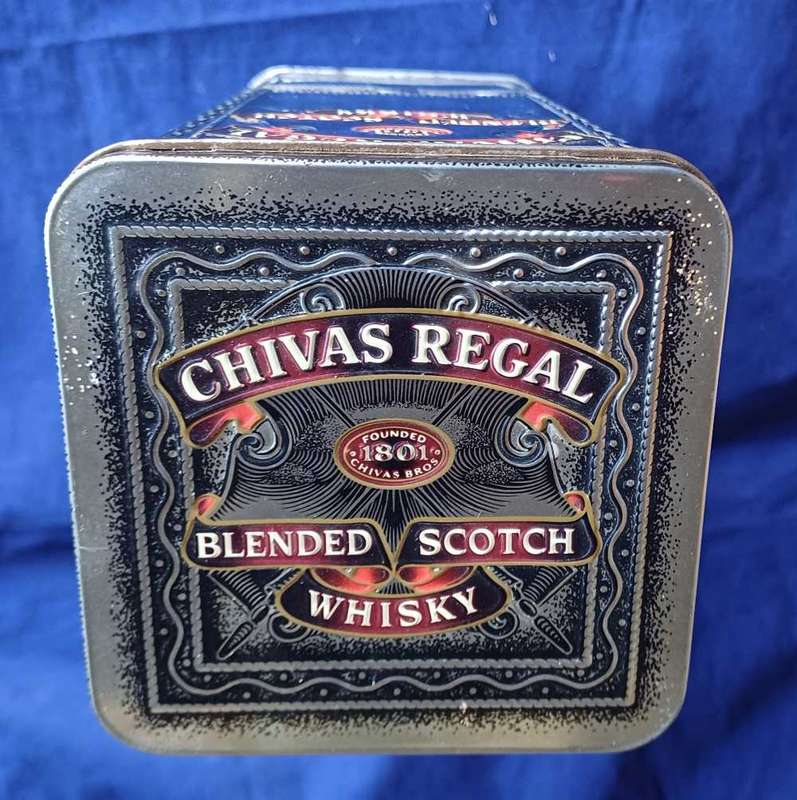 CHIVAS REGAL
FOUNDED
1801
CHIVAS BROS
BLENDED SCOTCH
WHISKY